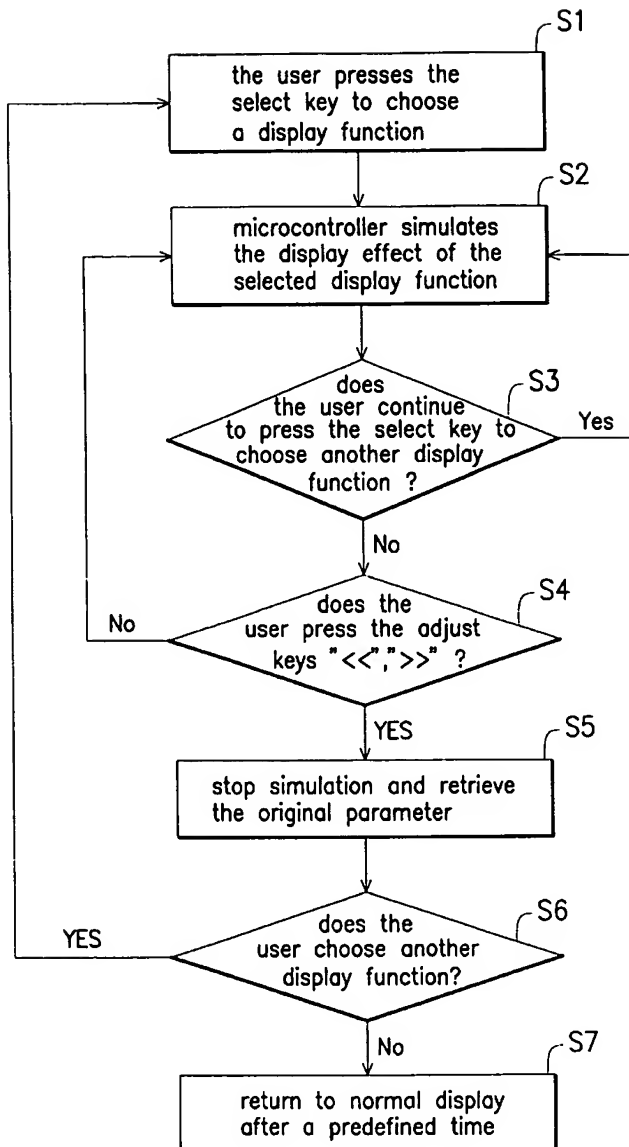 S1
the user presses the
select key to choose
a display function
S2
microcontroller simulates
the display effect of the
selected display function
S3
does
the user continue
to press the select key to
choose another display
function ?
Yes
No
S4
does the
user press the adjust
keys "<<",">>" ?
No
YES
S5
stop simulation and retrieve
the original parameter
S6
does the
user choose another
display function?
YES
No
S7
return to normal display
after a predefined time